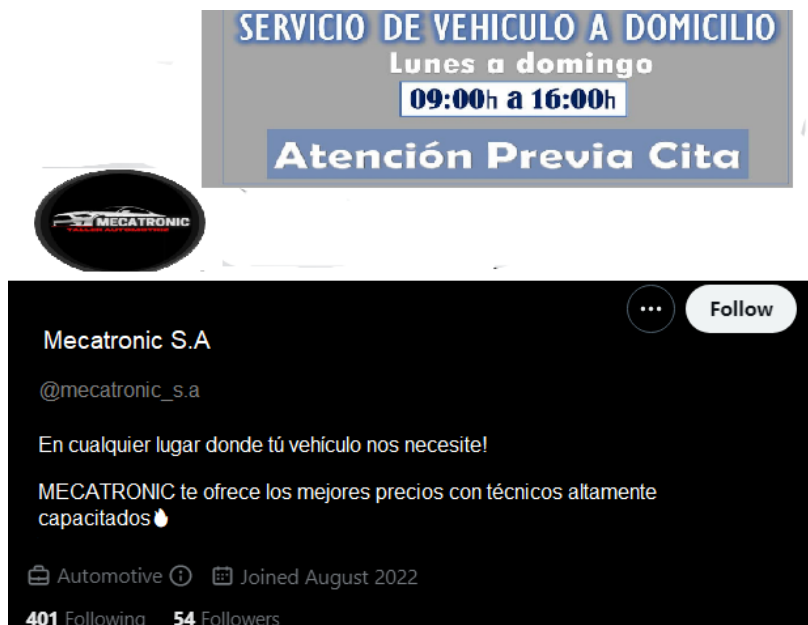 SERVICIO DE VEHICULO A DOMICILIO
Lunes a domingo
09:00h a 16:00h
Atención Previa Cita
MECATRONIC
TALLER AUTOMOTRIZ
Follow
Mecatronic S.A
@mecatronic_s.a
En cualquier lugar donde tú vehículo nos necesite!
MECATRONIC te ofrece los mejores precios con técnicos altamente
capacitados
Automotive Joined August 2022
401 Following 54 Followers